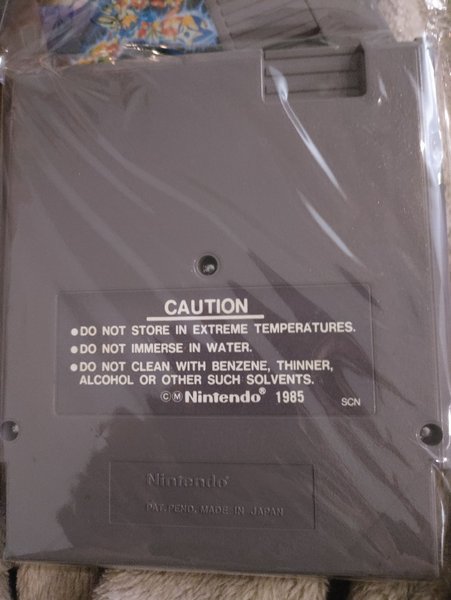 CAUTION
●DO NOT STORE IN EXTREME TEMPERATURES.
●DO NOT IMMERSE IN WATER.
●DO NOT CLEAN WITH BENZENE, THINNER,
ALCOHOL OR OTHER SUCH SOLVENTS.
©Ⓜ Nintendo® 1985 SCN
Nintendo®
PAT. PEND. MADE IN JAPAN